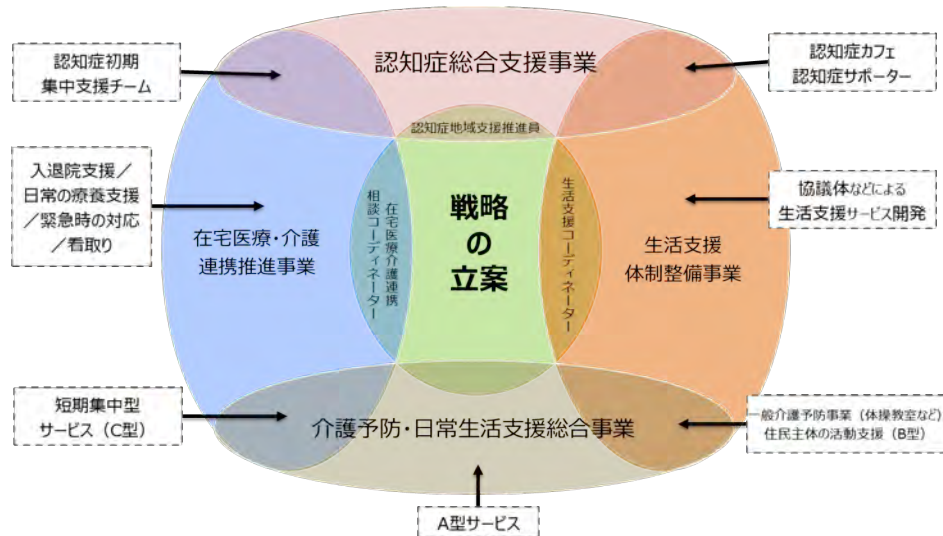 認知症初期
集中支援チーム
認知症総合支援事業
認知症カフェ
認知症サポーター
認知症地域支援推進員
入退院支援／
日常の療養支援
／緊急時の対応
／看取り
在宅医療・介護
連携推進事業
在宅医療介護連携
相談コーディネーター
戦略
の
立案
生活支援コーディネーター
生活支援
体制整備事業
協議体などによる
生活支援サービス開発
短期集中型
サービス（C型）
介護予防・日常生活支援総合事業
一般介護予防事業（体操教室など）
住民主体の活動支援（B型）
A型サービス